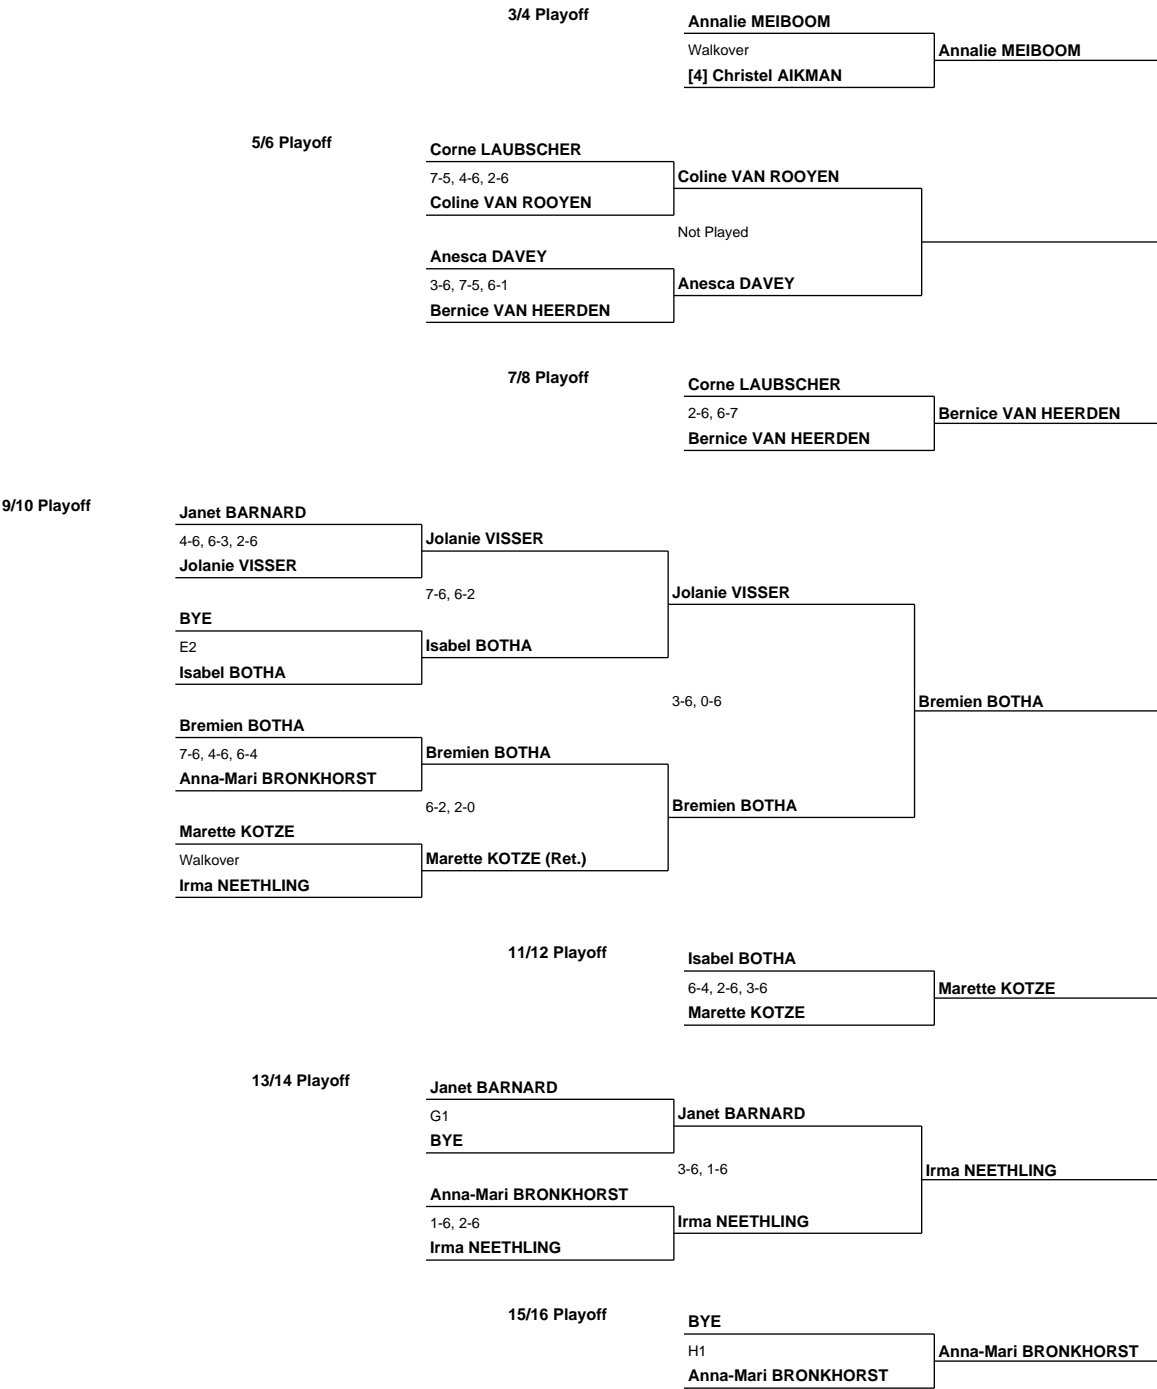 3/4 Playoff
Annalie MEIBOOM
Walkover
Annalie MEIBOOM
[4] Christel AIKMAN
5/6 Playoff
Corne LAUBSCHER
7-5, 4-6, 2-6
Coline VAN ROOYEN
Coline VAN ROOYEN
Not Played
Anesca DAVEY
3-6, 7-5, 6-1
Anesca DAVEY
Bernice VAN HEERDEN
7/8 Playoff
Corne LAUBSCHER
2-6, 6-7
Bernice VAN HEERDEN
Bernice VAN HEERDEN
9/10 Playoff
Janet BARNARD
4-6, 6-3, 2-6
Jolanie VISSER
Jolanie VISSER
7-6, 6-2
Jolanie VISSER
BYE
E2
Isabel BOTHA
Isabel BOTHA
3-6, 0-6
Bremien BOTHA
Bremien BOTHA
7-6, 4-6, 6-4
Bremien BOTHA
Anna-Mari BRONKHORST
6-2, 2-0
Bremien BOTHA
Marette KOTZE
Walkover
Marette KOTZE (Ret.)
Irma NEETHLING
11/12 Playoff
Isabel BOTHA
6-4, 2-6, 3-6
Marette KOTZE
Marette KOTZE
13/14 Playoff
Janet BARNARD
G1
Janet BARNARD
BYE
3-6, 1-6
Irma NEETHLING
Anna-Mari BRONKHORST
1-6, 2-6
Irma NEETHLING
Irma NEETHLING
15/16 Playoff
BYE
H1
Anna-Mari BRONKHORST
Anna-Mari BRONKHORST